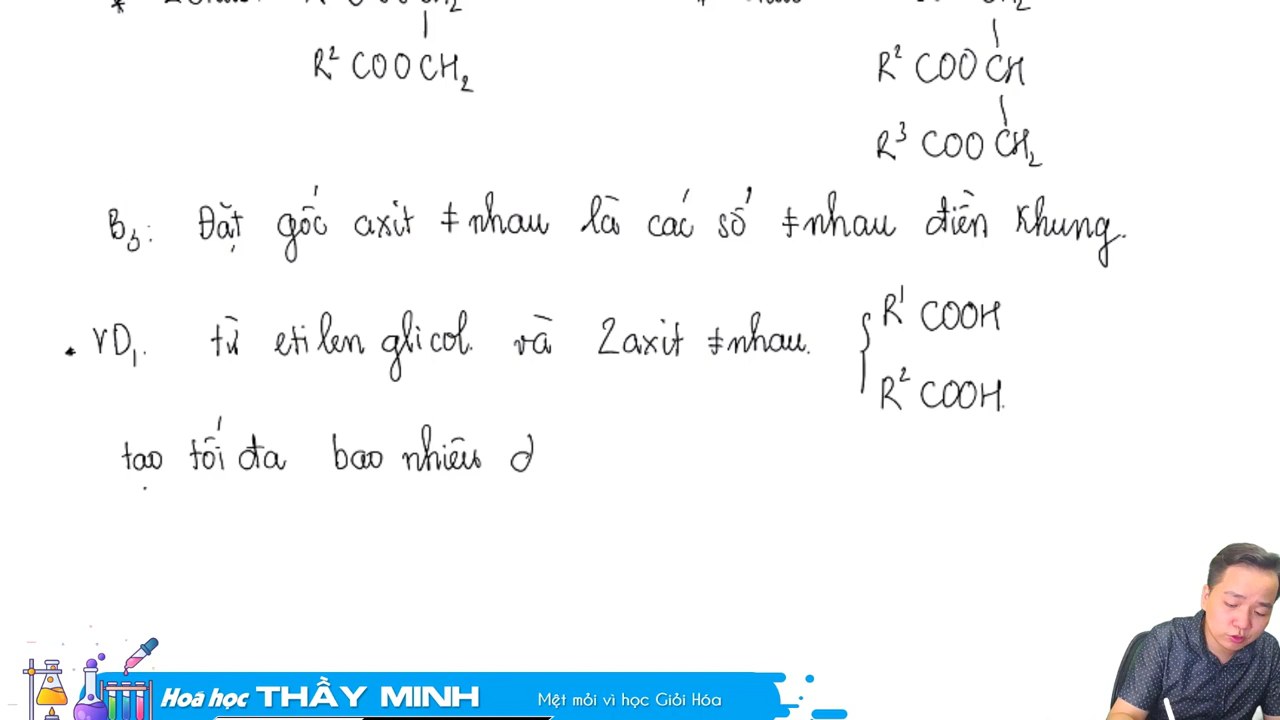 R² COOCH₂
R² COOCH
R³ COOCH₂
B₃: Đặt gốc axit ≠ nhau là các số ≠ nhau điền khung.
• VD₁. từ etilen glicol. và 2 axit ≠ nhau. { R¹ COOH
R² COOH.
tạo tối đa bao nhiêu đ
Hoá học THẦY MINH Mệt mỏi vì học Giỏi Hóa